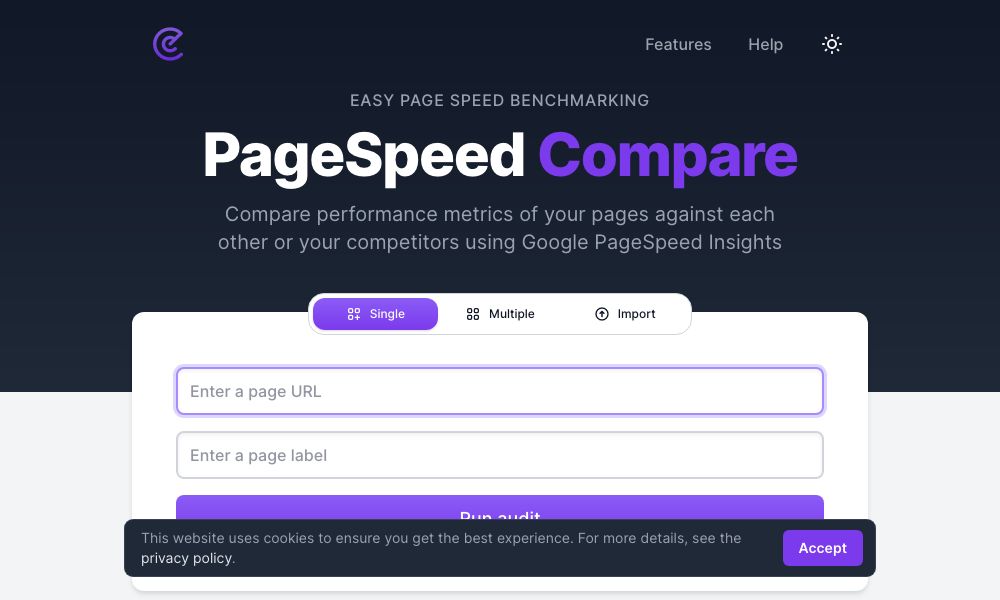 Features
Help
EASY PAGE SPEED BENCHMARKING
PageSpeed Compare
Compare performance metrics of your pages against each
other or your competitors using Google PageSpeed Insights
Single
Multiple
Import
Enter a page URL
Enter a page label
Run audit
This website uses cookies to ensure you get the best experience. For more details, see the
privacy policy.
Accept